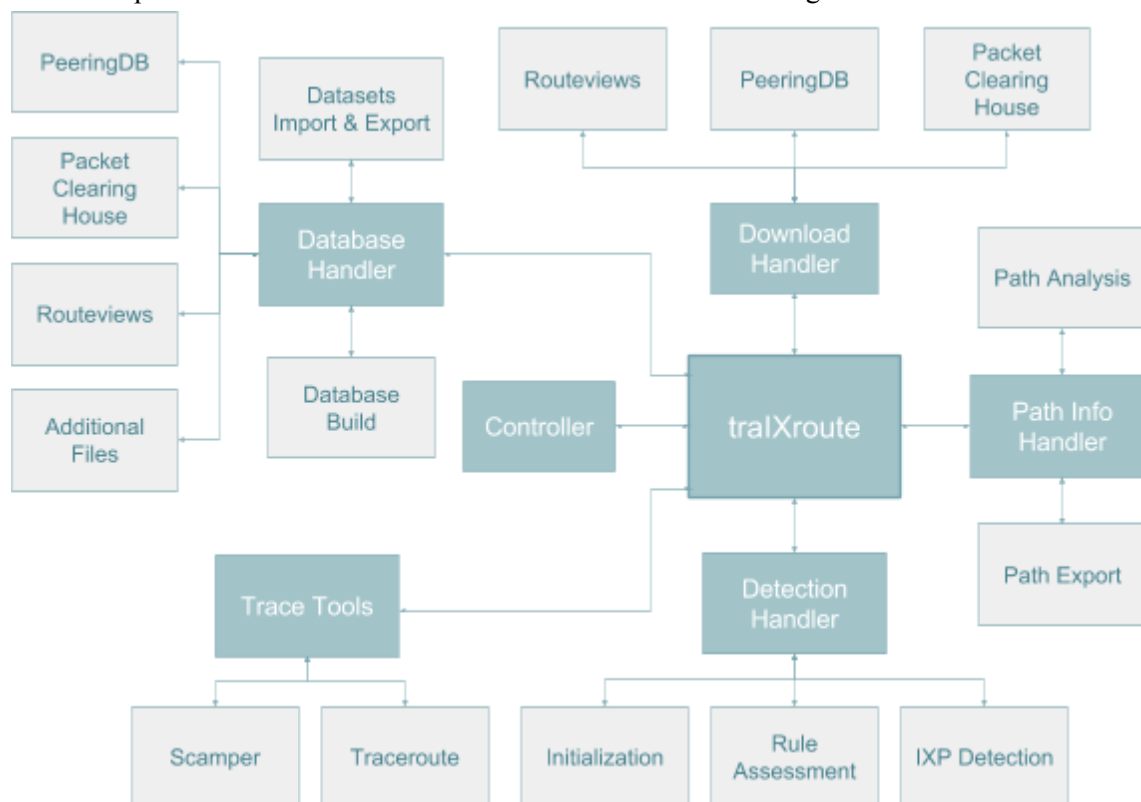 PeeringDB
Datasets
Import & Export
Routeviews
PeeringDB
Packet
Clearing
House
Packet
Clearing
House
Database
Handler
Download
Handler
Path Analysis
Routeviews
Database
Build
Controller
traIXroute
Path Info
Handler
Additional
Files
Trace Tools
Detection
Handler
Path Export
Scamper
Traceroute
Initialization
Rule
Assessment
IXP Detection